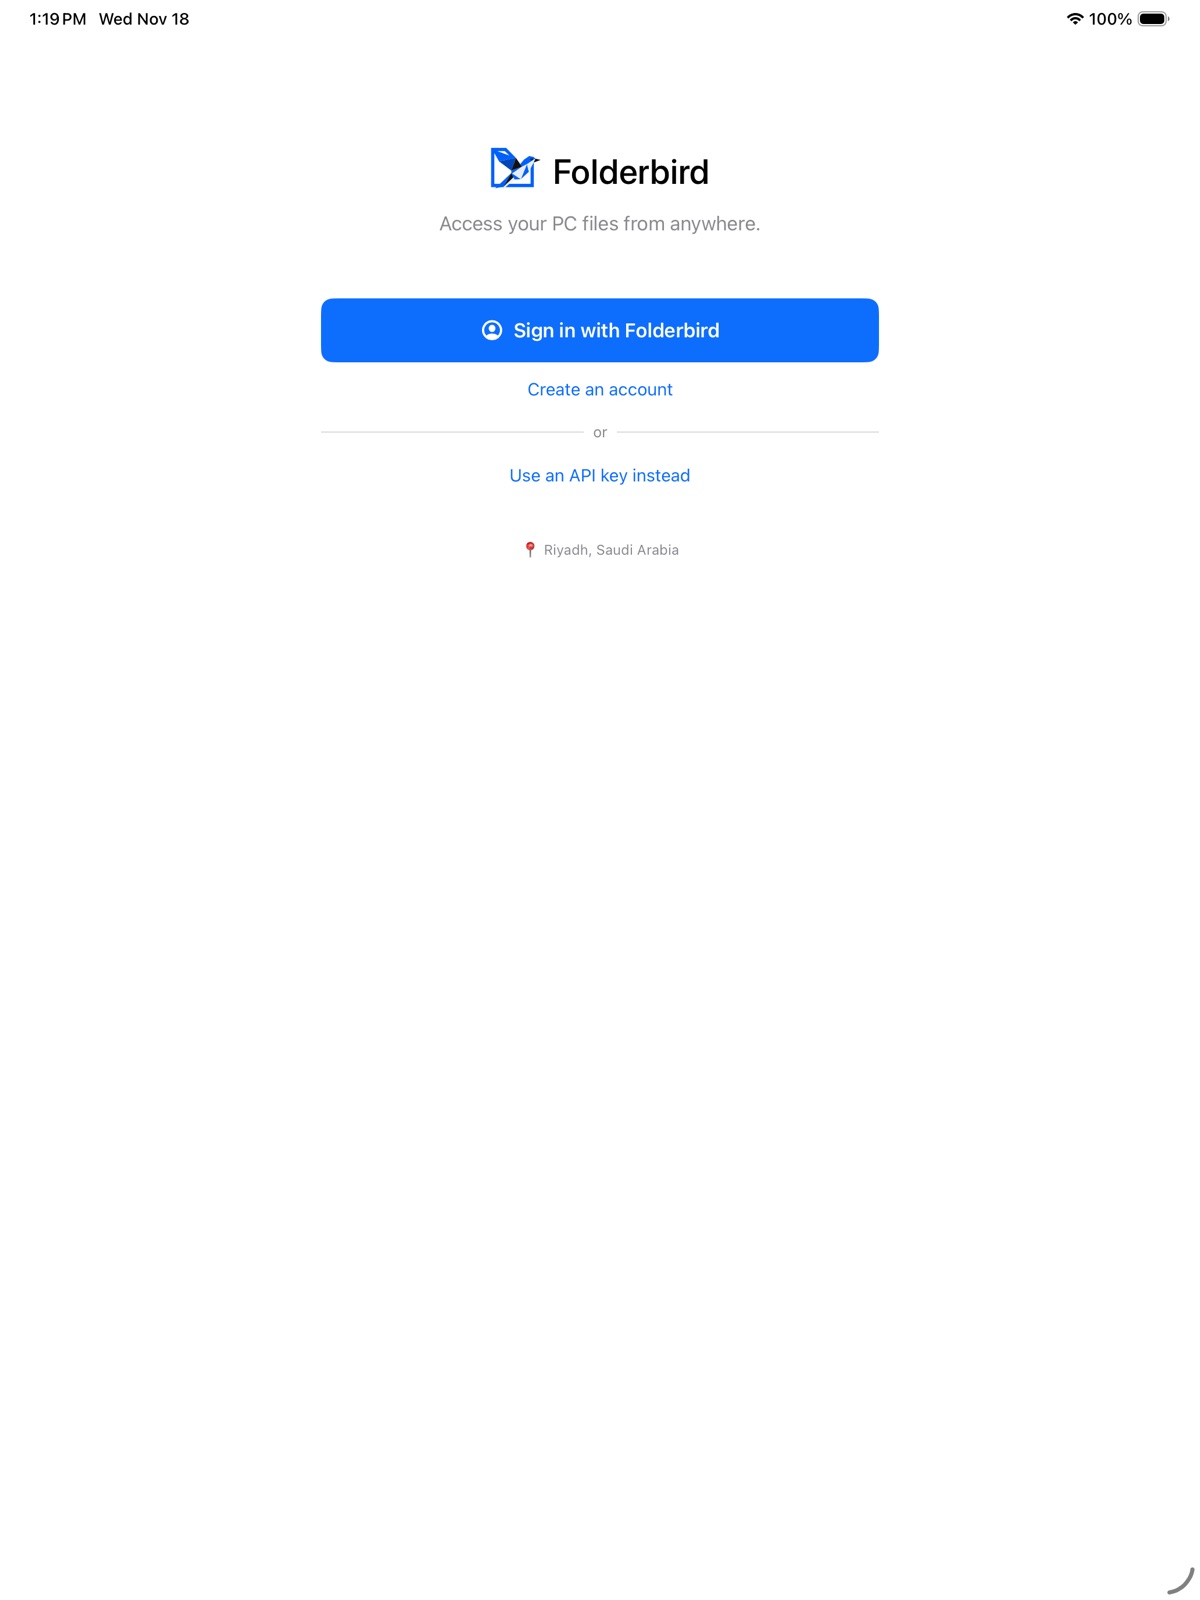 1:19 PM Wed Nov 18
100%
Folderbird
Access your PC files from anywhere.
Sign in with Folderbird
Create an account
or
Use an API key instead
📍 Riyadh, Saudi Arabia